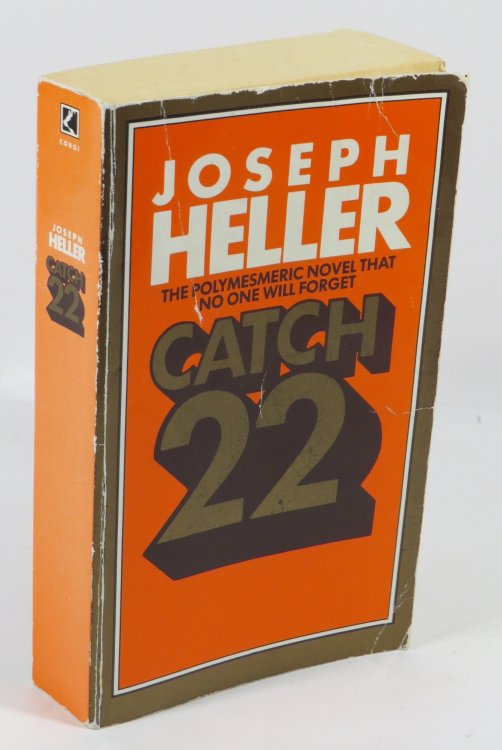 CORGI
JOSEPH
HELLER
CATCH
22
JOSEPH
HELLER
THE POLYMESMERIC NOVEL THAT
NO ONE WILL FORGET
CATCH
22